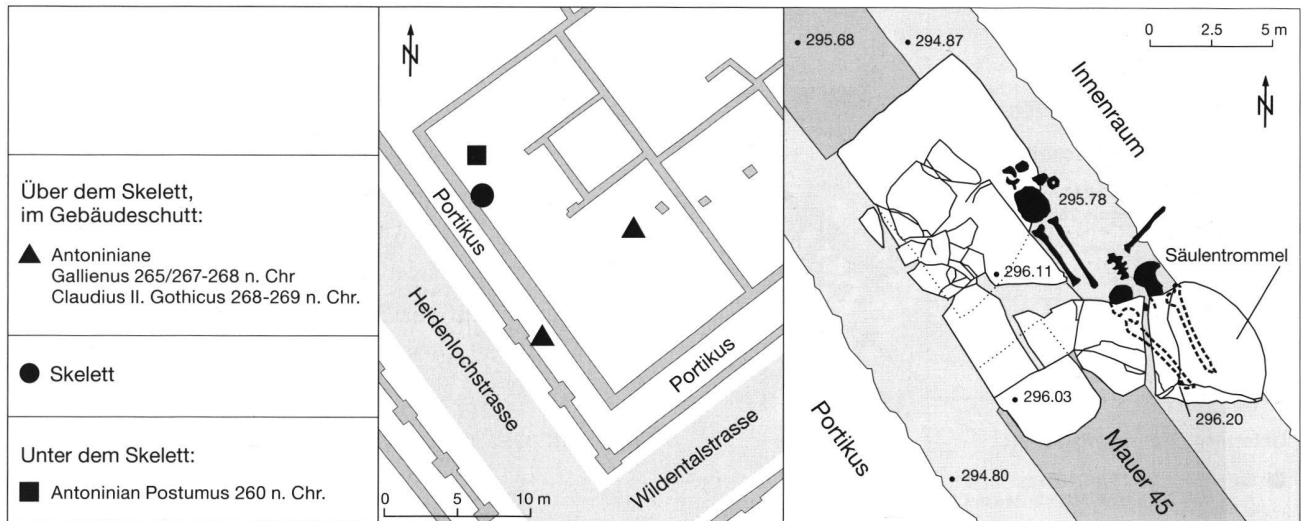 Über dem Skelett,
im Gebäudeschutt:
Antoniniane
Gallienus 265/267-268 n. Chr
Claudius II. Gothicus 268-269 n. Chr.
Skelett
Unter dem Skelett:
Antoninian Postumus 260 n. Chr.
N
Portikus
Heidenlochstrasse
Portikus
Wildentalstrasse
0 5 10 m
295.68
294.87
0 2.5 5 m
N
Innenraum
295.78
Säulentrommel
296.11
296.03
296.20
Portikus
Mauer 45
294.80